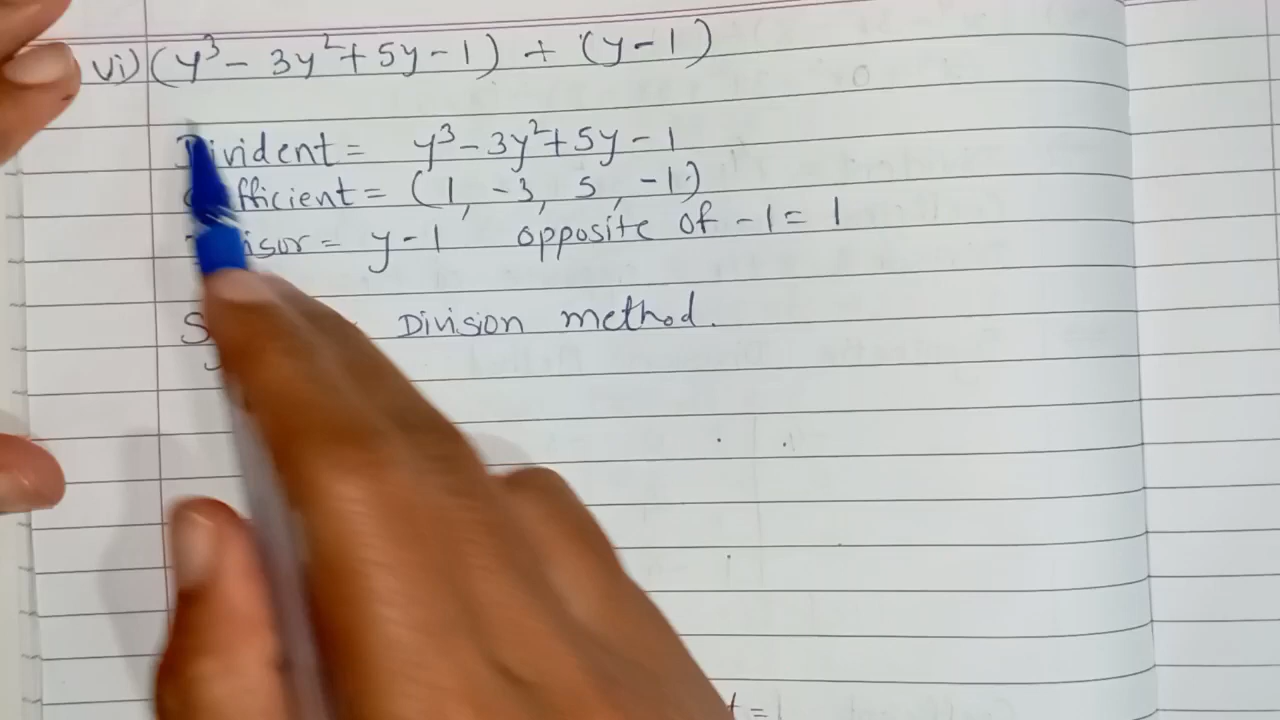 vi) (y³ - 3y² + 5y - 1) + (y - 1)
Divident = y³ - 3y² + 5y - 1
fficient = (1, -3, 5, -1)
isor = y - 1 opposite of -1 = 1
Division method.